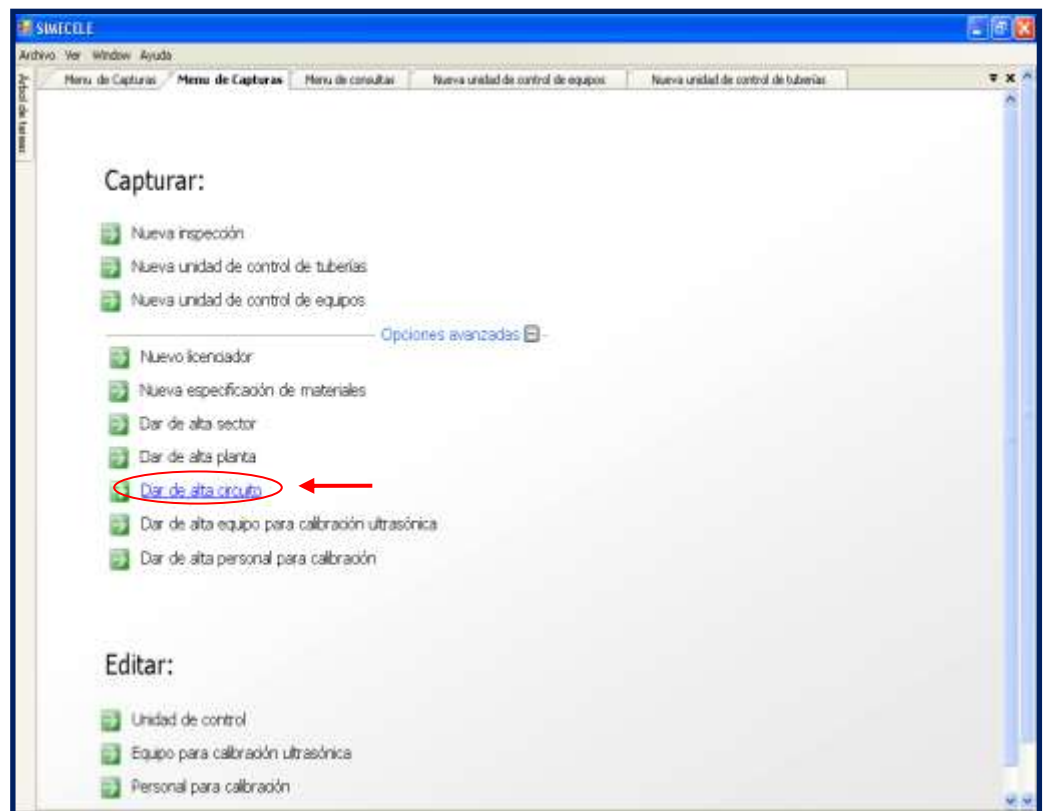 SIMECELE
Archivo Ver Window Ayuda
Menu de Capturas Menu de Capturas Menu de consultas Nueva unidad de control de equipos Nueva unidad de control de tuberías
Arbol de tareas
Capturar:
Nueva inspección
Nueva unidad de control de tuberías
Nueva unidad de control de equipos
Opciones avanzadas
Nuevo licenciador
Nueva especificación de materiales
Dar de alta sector
Dar de alta planta
Dar de alta circuito
Dar de alta equipo para calibración ultrasónica
Dar de alta personal para calibración
Editar:
Unidad de control
Equipo para calibración ultrasónica
Personal para calibración